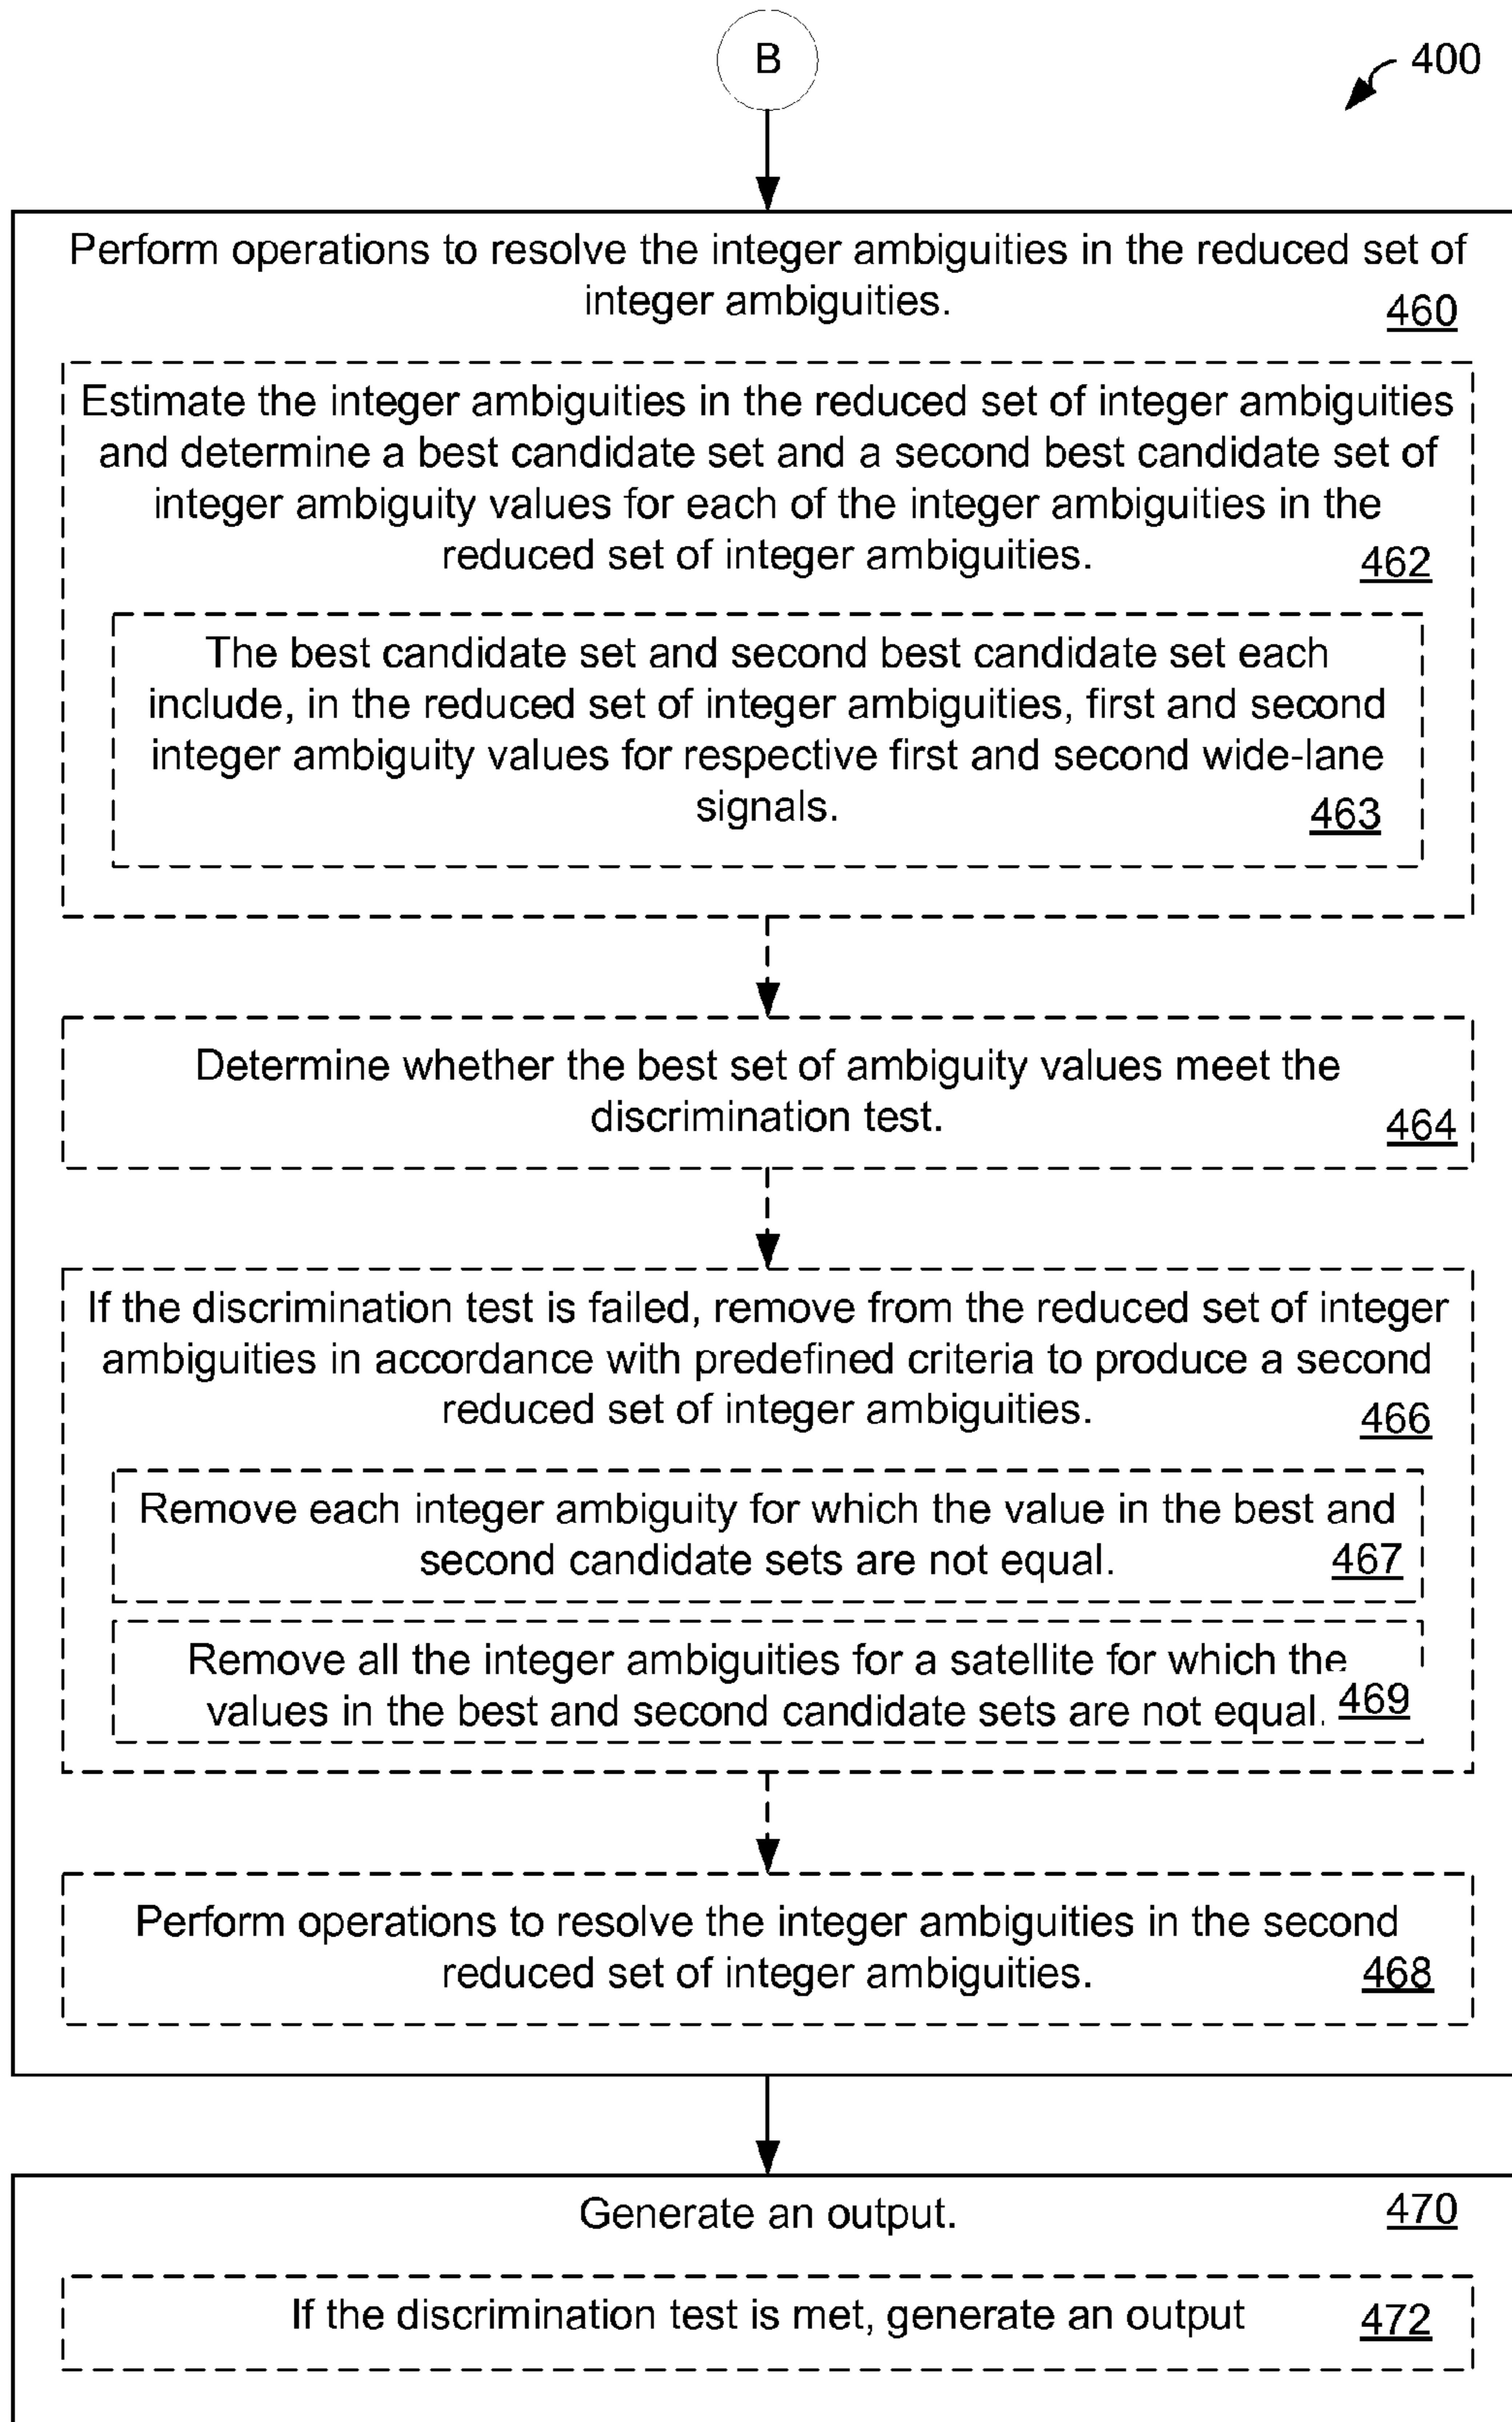 B
400
Perform operations to resolve the integer ambiguities in the reduced set of
integer ambiguities.
460
Estimate the integer ambiguities in the reduced set of integer ambiguities
and determine a best candidate set and a second best candidate set of
integer ambiguity values for each of the integer ambiguities in the
reduced set of integer ambiguities.
462
The best candidate set and second best candidate set each
include, in the reduced set of integer ambiguities, first and second
integer ambiguity values for respective first and second wide-lane
signals.
463
Determine whether the best set of ambiguity values meet the
discrimination test.
464
If the discrimination test is failed, remove from the reduced set of integer
ambiguities in accordance with predefined criteria to produce a second
reduced set of integer ambiguities.
466
Remove each integer ambiguity for which the value in the best and
second candidate sets are not equal.
467
Remove all the integer ambiguities for a satellite for which the
values in the best and second candidate sets are not equal.
469
Perform operations to resolve the integer ambiguities in the second
reduced set of integer ambiguities.
468
Generate an output.
470
If the discrimination test is met, generate an output
472